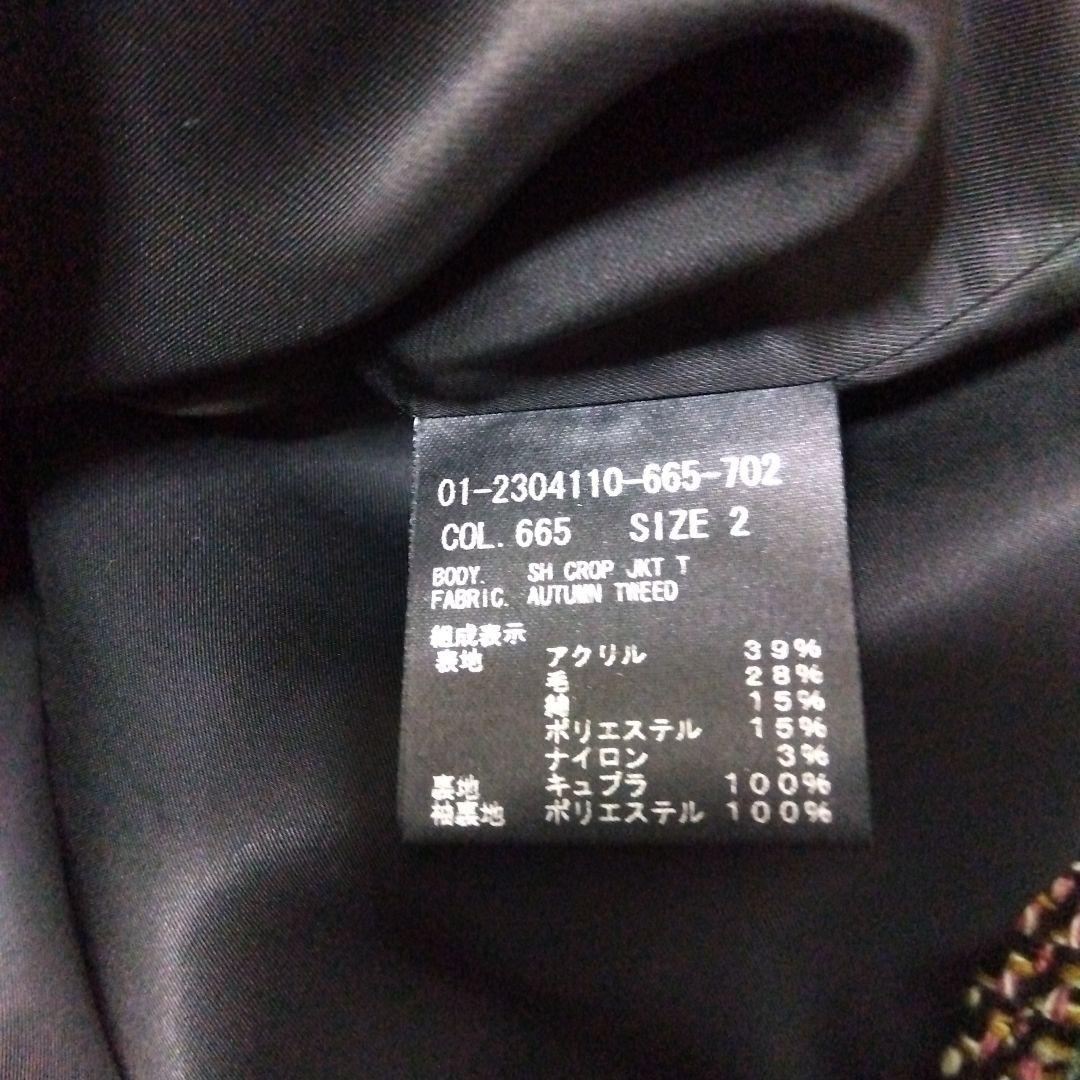 01-2304110-665-702
COL. 665 SIZE 2
BODY. SH CROP JKT T
FABRIC. AUTUMN TWEED
組成表示
表地 アクリル 39%
毛 28%
綿 15%
ポリエステル 15%
ナイロン 3%
裏地 キュプラ 100%
袖裏地 ポリエステル 100%